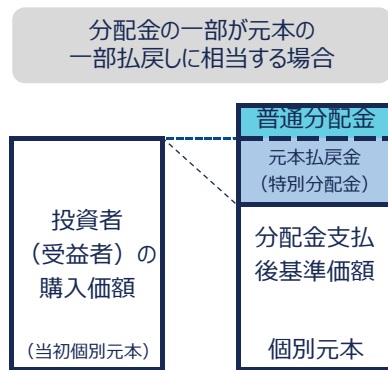 分配金の一部が元本の
一部払戻しに相当する場合
投資者
（受益者）の
購入価額
（当初個別元本）
普通分配金
元本払戻金
（特別分配金）
分配金支払
後基準価額
個別元本